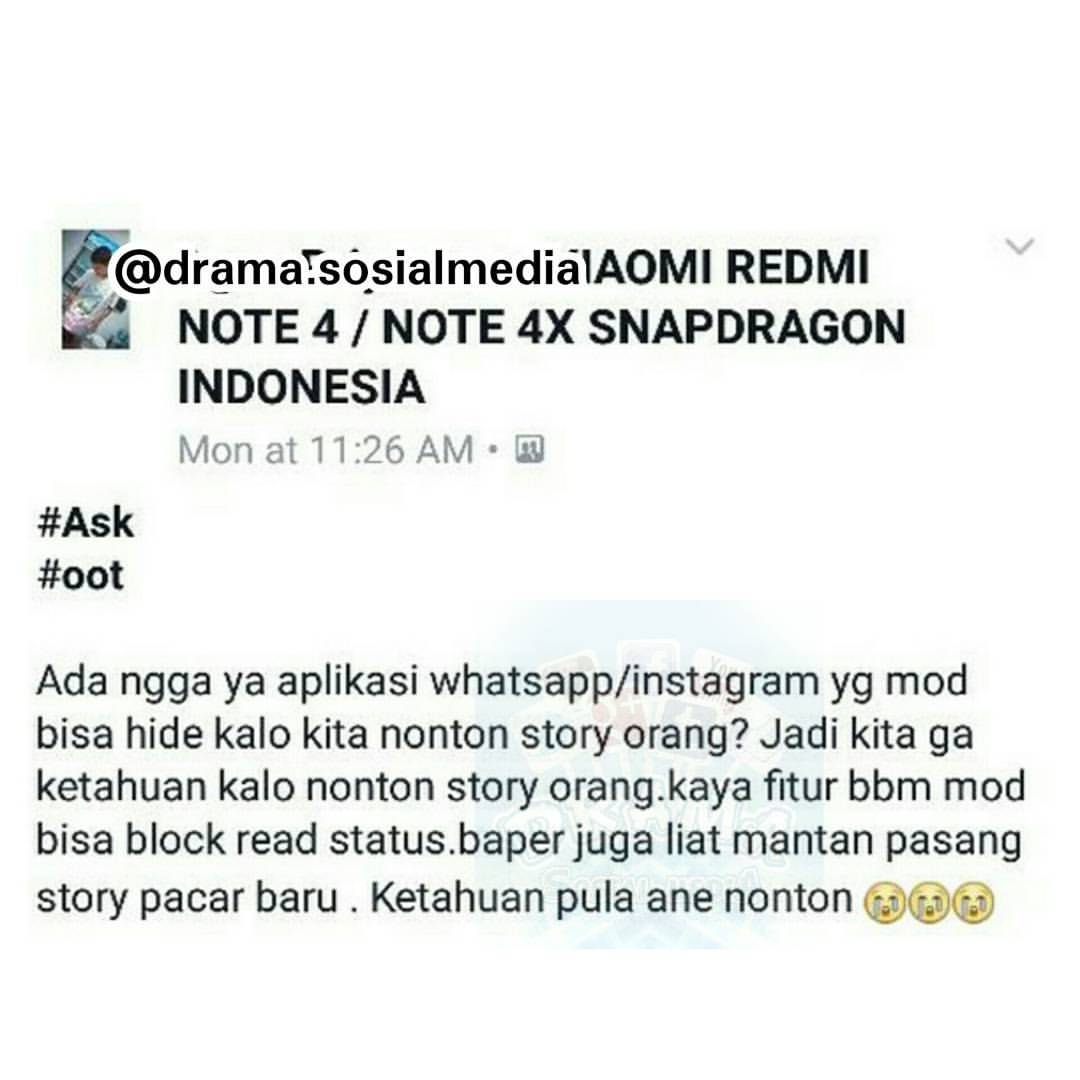 @drama.sosialmedia IAOMI REDMI
NOTE 4 / NOTE 4X SNAPDRAGON
INDONESIA
Mon at 11:26 AM •
#Ask
#oot
Ada ngga ya aplikasi whatsapp/instagram yg mod
bisa hide kalo kita nonton story orang? Jadi kita ga
ketahuan kalo nonton story orang.kaya fitur bbm mod
bisa block read status.baper juga liat mantan pasang
story pacar baru . Ketahuan pula ane nonton 😭😭😭
DRAMA
SOSIAL MEDIA